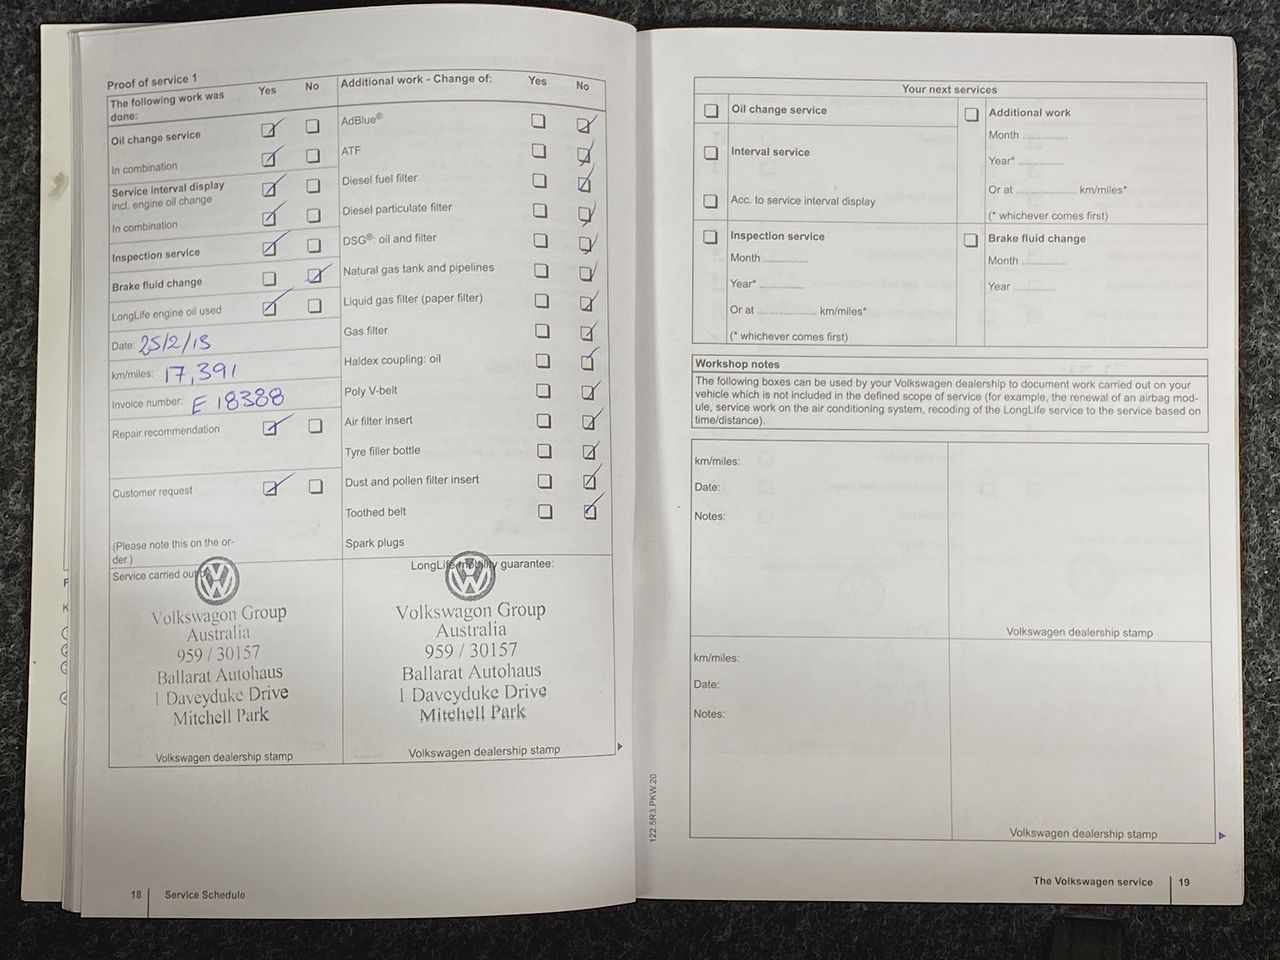 Proof of service 1
The following work was done:
Yes
No
Additional work - Change of:
Yes
No
Oil change service
In combination
Service interval display
incl. engine oil change
In combination
Inspection service
Brake fluid change
LongLife engine oil used
Date: 25/2/13
km/miles: 17,391
Invoice number: E 18388
Repair recommendation
Customer request
(Please note this on the or-
der.)
AdBlue®
ATF
Diesel fuel filter
Diesel particulate filter
DSG®: oil and filter
Natural gas tank and pipelines
Liquid gas filter (paper filter)
Gas filter
Haldex coupling: oil
Poly V-belt
Air filter insert
Tyre filler bottle
Dust and pollen filter insert
Toothed belt
Spark plugs
Service carried out
Volkswagon Group
Australia
959 / 30157
Ballarat Autohaus
1 Daveyduke Drive
Mitchell Park
Volkswagen dealership stamp
LongLife mobility guarantee:
Volkswagon Group
Australia
959 / 30157
Ballarat Autohaus
1 Daveyduke Drive
Mitchell Park
Volkswagen dealership stamp
18 Service Schedule
122.5R3.PKW.20
Your next services
Oil change service
Interval service
Acc. to service interval display
Inspection service
Month ..............
Year* ..............
Or at ................... km/miles*
(* whichever comes first)
Additional work
Month ..............
Year* ..............
Or at ................... km/miles*
(* whichever comes first)
Brake fluid change
Month ..............
Year .............
Workshop notes
The following boxes can be used by your Volkswagen dealership to document work carried out on your
vehicle which is not included in the defined scope of service (for example, the renewal of an airbag mod-
ule, service work on the air conditioning system, recoding of the LongLife service to the service based on
time/distance).
km/miles:
Date:
Notes:
Volkswagen dealership stamp
km/miles:
Date:
Notes:
Volkswagen dealership stamp
The Volkswagen service 19